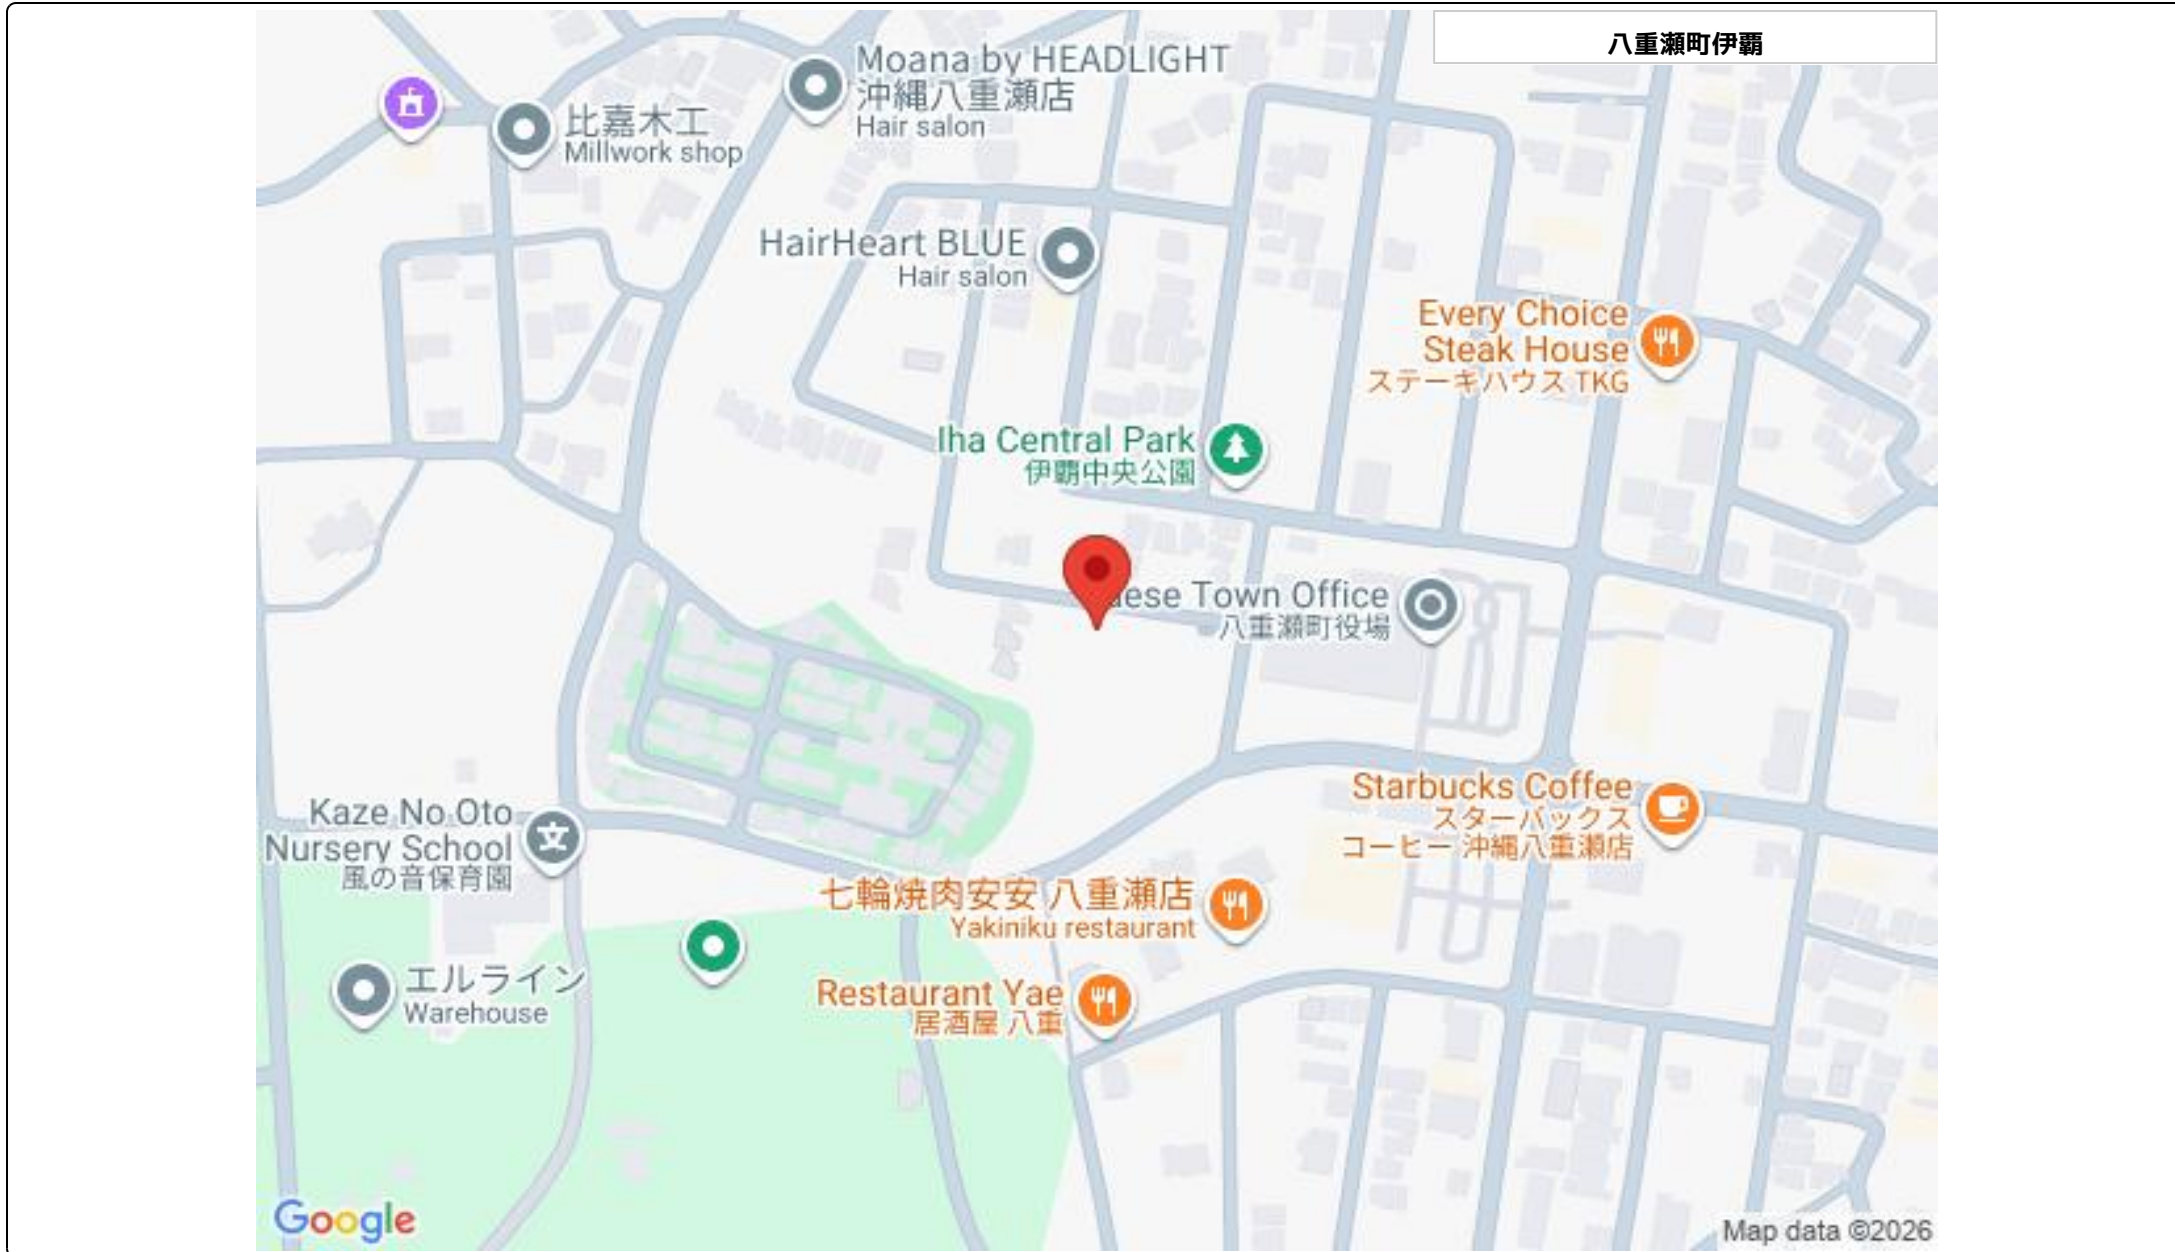 八重瀬町伊覇
Moana by HEADLIGHT
沖縄八重瀬店
Hair salon
比嘉木工
Millwork shop
HairHeart BLUE
Hair salon
Every Choice
Steak House
ステーキハウス TKG
Iha Central Park
伊覇中央公園
aese Town Office
八重瀬町役場
Starbucks Coffee
スターバックス
コーヒー 沖縄八重瀬店
Kaze No Oto
Nursery School
風の音保育園
文
七輪焼肉安安 八重瀬店
Yakiniku restaurant
エルライン
Warehouse
Restaurant Yae
居酒屋 八重
Google
Map data ©2026